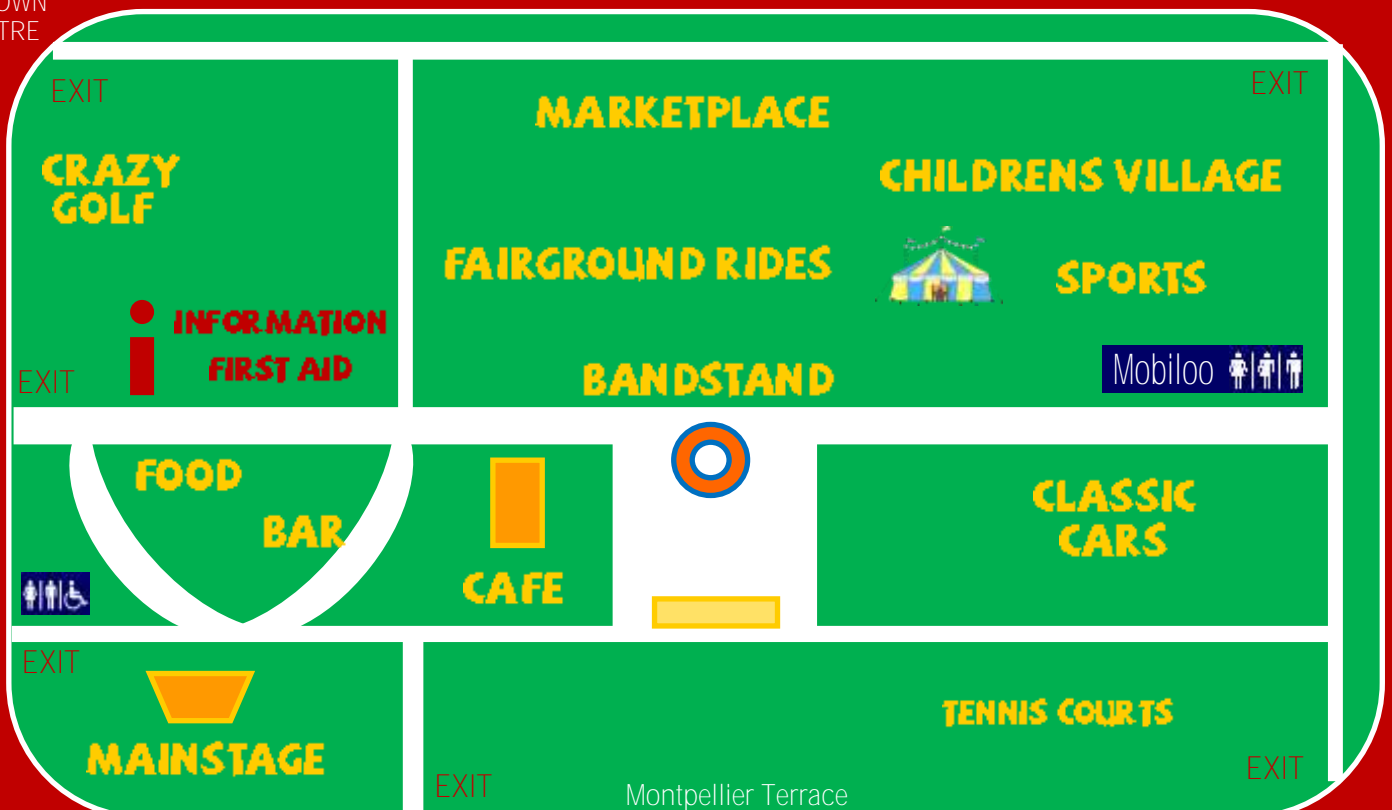 EXIT
EXIT
MARKETPLACE
CRAZY
GOLF
CHILDRENS VILLAGE
FAIRGROUND RIDES
SPORTS
INFORMATION
FIRST AID
EXIT
BANDSTAND
Mobiloo
FOOD
BAR
CAFE
CLASSIC
CARS
EXIT
MAINSTAGE
TENNIS COURTS
EXIT
EXIT
Montpellier Terrace